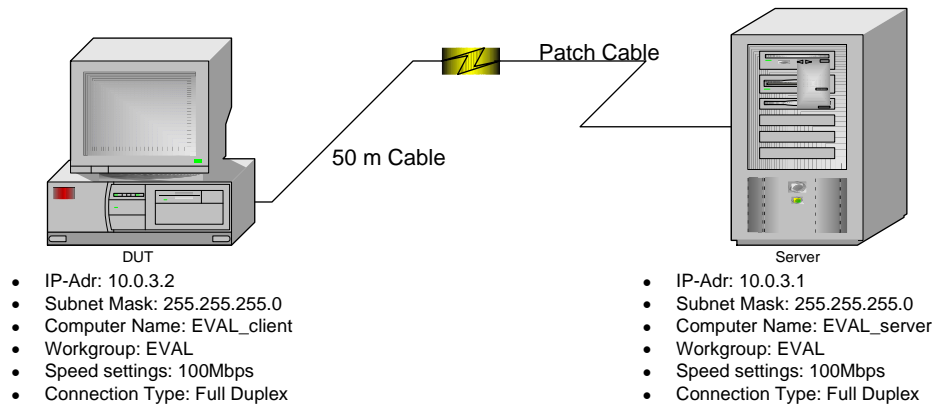 Patch Cable
50 m Cable
DUT
• IP-Adr: 10.0.3.2
• Subnet Mask: 255.255.255.0
• Computer Name: EVAL_client
• Workgroup: EVAL
• Speed settings: 100Mbps
• Connection Type: Full Duplex
Server
• IP-Adr: 10.0.3.1
• Subnet Mask: 255.255.255.0
• Computer Name: EVAL_server
• Workgroup: EVAL
• Speed settings: 100Mbps
• Connection Type: Full Duplex